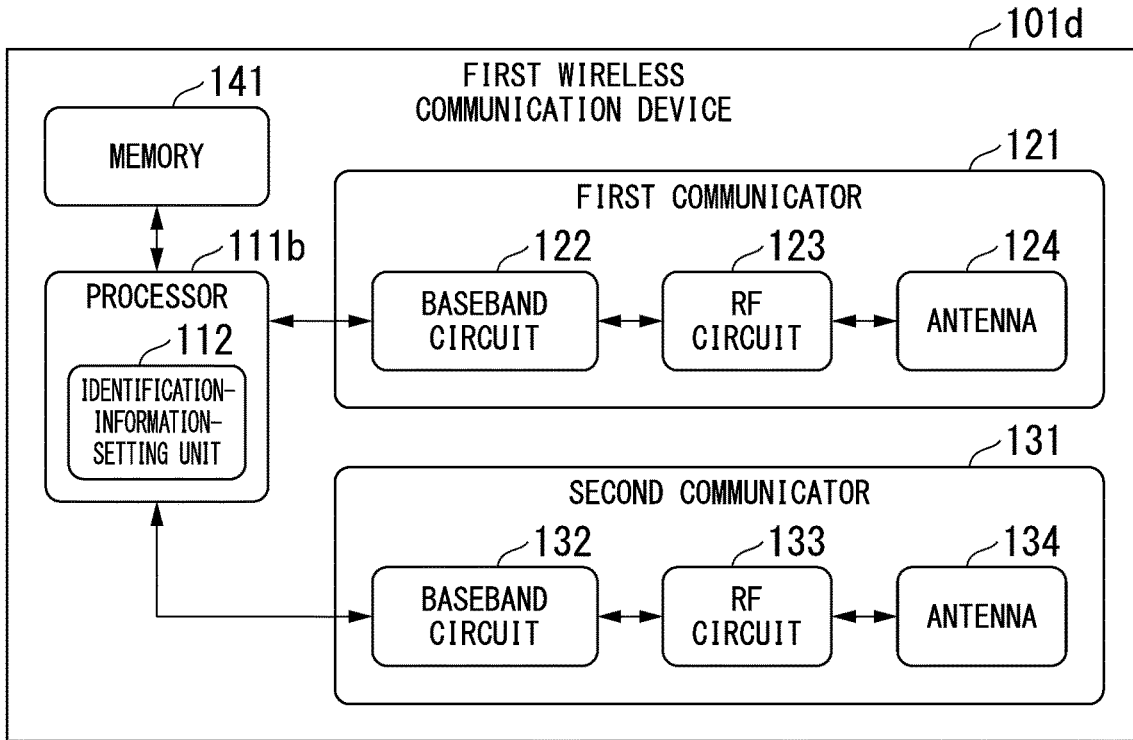 101d
FIRST WIRELESS
COMMUNICATION DEVICE
141
MEMORY
121
FIRST COMMUNICATOR
111b
PROCESSOR
112
IDENTIFICATION-
INFORMATION-
SETTING UNIT
122
BASEBAND
CIRCUIT
123
RF
CIRCUIT
124
ANTENNA
131
SECOND COMMUNICATOR
132
BASEBAND
CIRCUIT
133
RF
CIRCUIT
134
ANTENNA